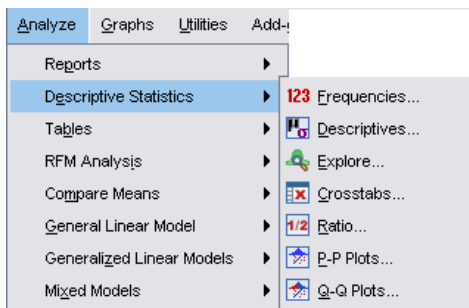 Analyze Graphs Utilities Add-
Reports
Descriptive Statistics
Tables
RFM Analysis
Compare Means
General Linear Model
Generalized Linear Models
Mixed Models
123 Frequencies...
σ Descriptives...
Explore...
X Crosstabs...
1/2 Ratio...
P-P Plots...
Q-Q Plots...